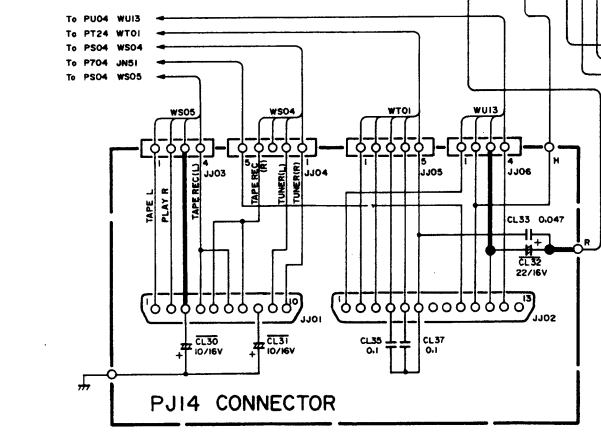 To PU04 WU13
To PT24 WT01
To PS04 WS04
To P704 JN51
To PS04 WS05
WS05 WS04 WT01 WU13
1 4 5 1 1 5 1 4 H
JJ03 JJ04 JJ05 JJ06
TAPE L
PLAY R
TAPE REC(L)
TAPE REC (R)
TUNER(L)
TUNER(R)
CL33 0.047
R
+
CL32
22/16V
1 10 1 13
JJ01 JJ02
CL30
10/16V
+
CL31
10/16V
+
CL35
0.1
CL37
0.1
PJ14 CONNECTOR